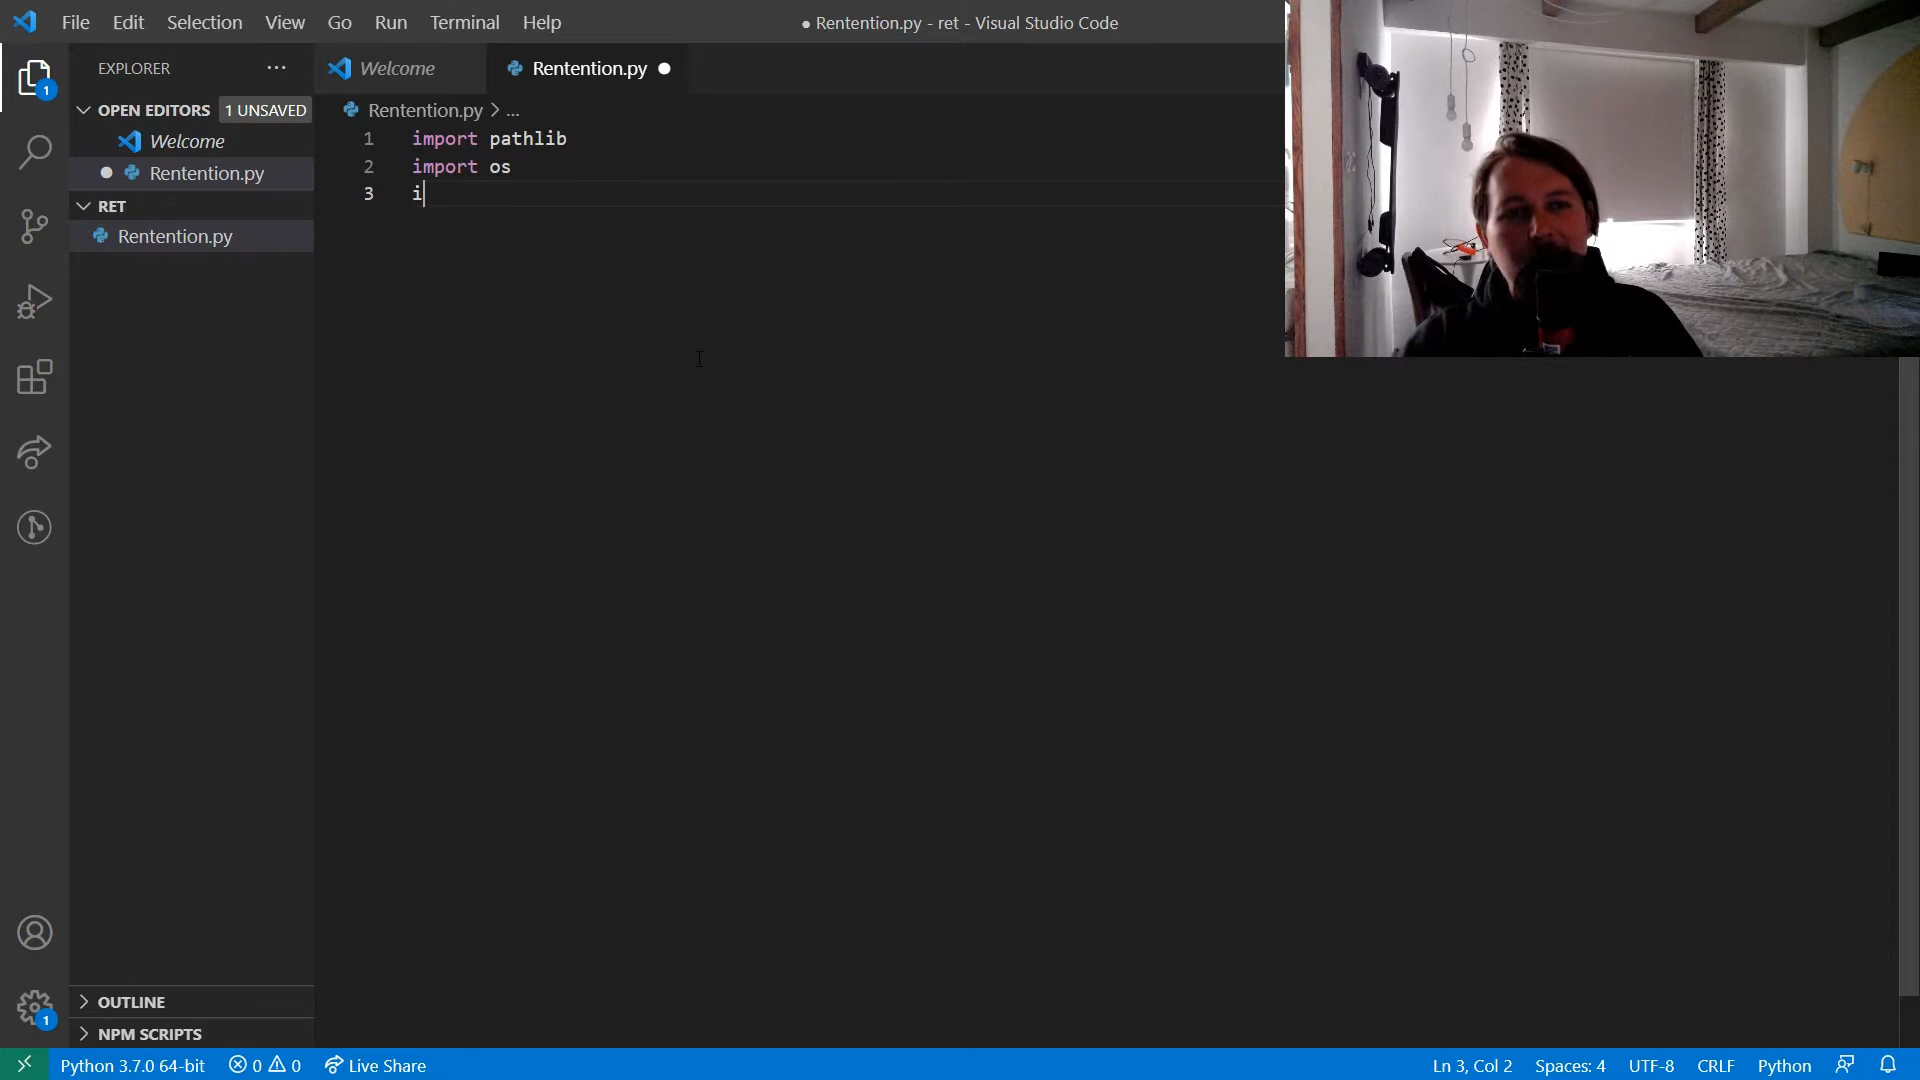 File Edit Selection View Go Run Terminal Help
● Rentention.py - ret - Visual Studio Code
EXPLORER ···
Welcome
Rentention.py ●
1
OPEN EDITORS 1 UNSAVED
Rentention.py > ...
Welcome
● Rentention.py
RET
Rentention.py
1 import pathlib
2 import os
3 i
OUTLINE
NPM SCRIPTS
1
Python 3.7.0 64-bit 0 0 Live Share
Ln 3, Col 2 Spaces: 4 UTF-8 CRLF Python